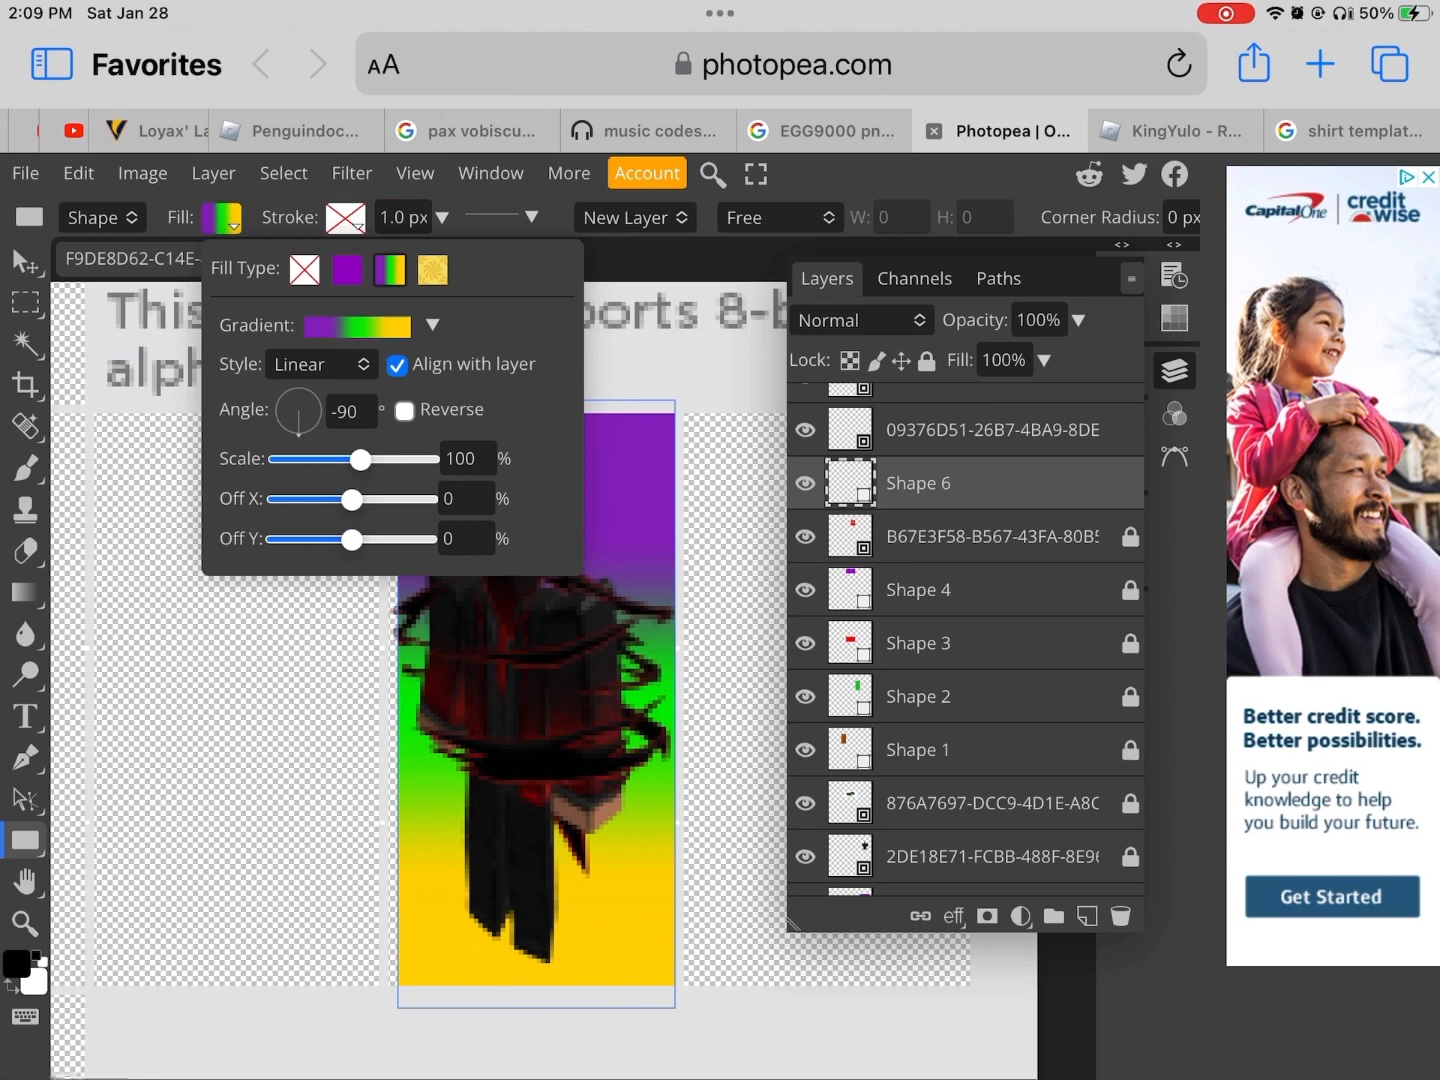 2:09 PM Sat Jan 28
50%
Favorites
AA
photopea.com
Loyax' La
Penguindoc...
pax vobiscu...
music codes...
EGG9000 pn...
Photopea | O...
KingYulo - R...
shirt templat...
File Edit Image Layer Select Filter View Window More Account
Shape Fill: Stroke: 1.0 px New Layer Free W: 0 H: 0 Corner Radius: 0 px
F9DE8D62-C14E-
Fill Type:
Gradient:
Style: Linear Align with layer
Angle: -90 ° Reverse
Scale: 100 %
Off X: 0 %
Off Y: 0 %
This
ports 8-b
alph
Layers Channels Paths
Normal Opacity: 100%
Lock: Fill: 100%
09376D51-26B7-4BA9-8DE
Shape 6
B67E3F58-B567-43FA-80B5
Shape 4
Shape 3
Shape 2
Shape 1
876A7697-DCC9-4D1E-A8C
2DE18E71-FCBB-488F-8E96
eff
Capital One credit wise
Better credit score.
Better possibilities.
Up your credit
knowledge to help
you build your future.
Get Started